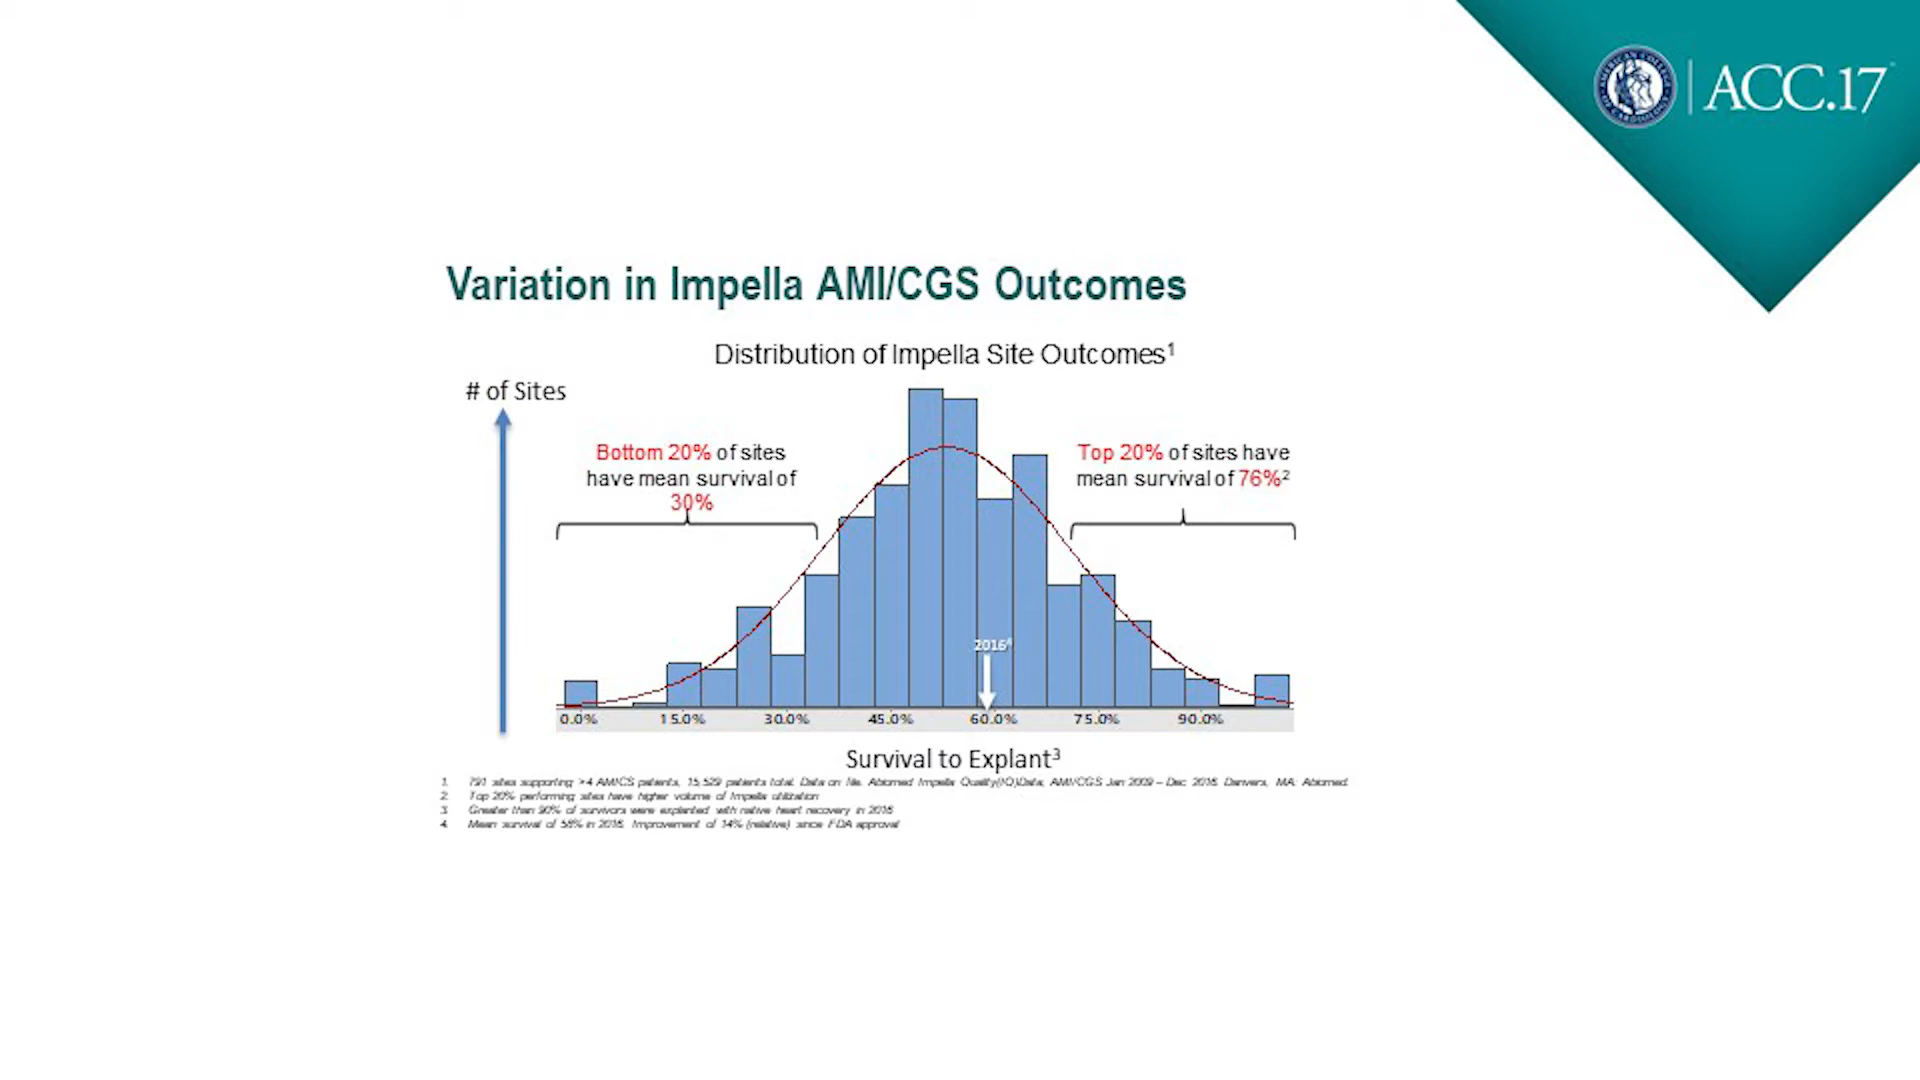 AMERICAN COLLEGE OF CARDIOLOGY
ACC.17
Variation in Impella AMI/CGS Outcomes
Distribution of Impella Site Outcomes¹
# of Sites
Bottom 20% of sites
have mean survival of
30%
Top 20% of sites have
mean survival of 76%²
2016⁴
0.0% 15.0% 30.0% 45.0% 60.0% 75.0% 90.0%
Survival to Explant³
1. 791 sites supporting >4 AMICS patients, 15,529 patients total. Data on file. Abiomed Impella Quality(IQ)Data, AMI/CGS Jan 2009 – Dec 2016. Danvers, MA: Abiomed.
2. Top 20% performing sites have higher volume of Impella utilization
3. Greater than 90% of survivors were explanted with native heart recovery in 2016
4. Mean survival of 58% in 2016. Improvement of 14% (relative) since FDA approval